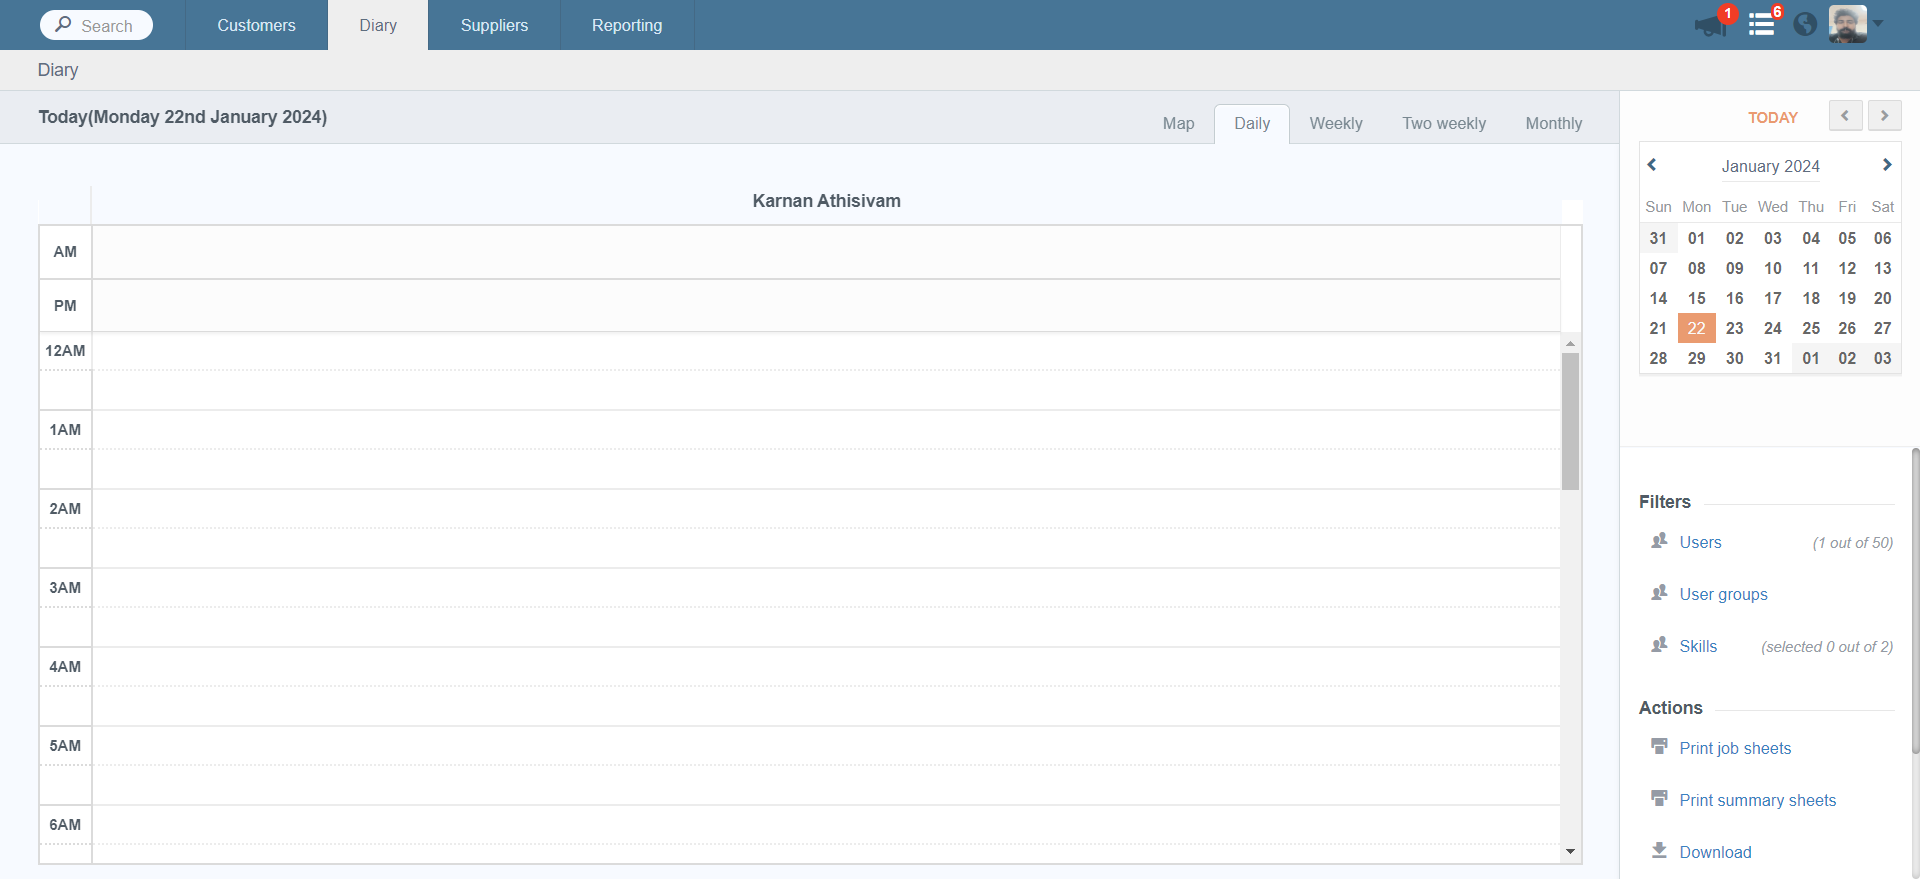 Search Customers Diary Suppliers Reporting 1 6
Diary
Today(Monday 22nd January 2024)
Map Daily Weekly Two weekly Monthly
Karnan Athisivam
AM
PM
12AM
1AM
2AM
3AM
4AM
5AM
6AM
TODAY
January 2024
Sun Mon Tue Wed Thu Fri Sat
31 01 02 03 04 05 06
07 08 09 10 11 12 13
14 15 16 17 18 19 20
21 22 23 24 25 26 27
28 29 30 31 01 02 03
Filters
Users (1 out of 50)
User groups
Skills (selected 0 out of 2)
Actions
Print job sheets
Print summary sheets
Download